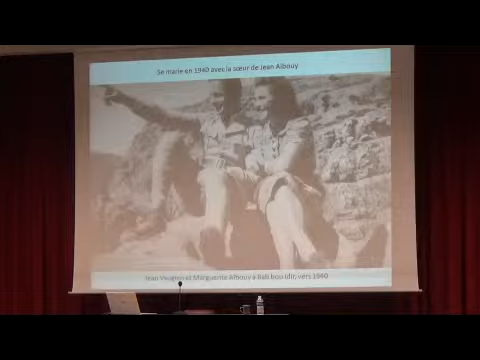 Se marie en 1940 avec la sœur de Jean Albouy
Jean Vaugien et Marguerite Albouy à Bab bou Idir, vers 1940